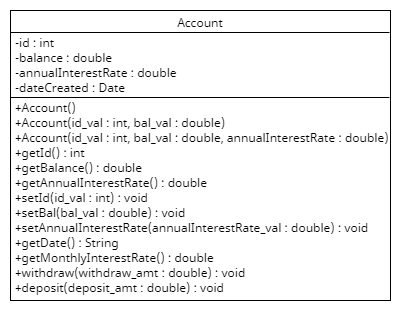 Account
-id : int
-balance : double
-annualInterestRate : double
-dateCreated : Date
+Account()
+Account(id_val : int, bal_val : double)
+Account(id_val : int, bal_val : double, annualInterestRate : double)
+getId() : int
+getBalance() : double
+getAnnualInterestRate() : double
+setId(id_val : int) : void
+setBal(bal_val : double) : void
+setAnnualInterestRate(annualInterestRate_val : double) : void
+getDate() : String
+getMonthlyInterestRate() : double
+withdraw(withdraw_amt : double) : void
+deposit(deposit_amt : double) : void